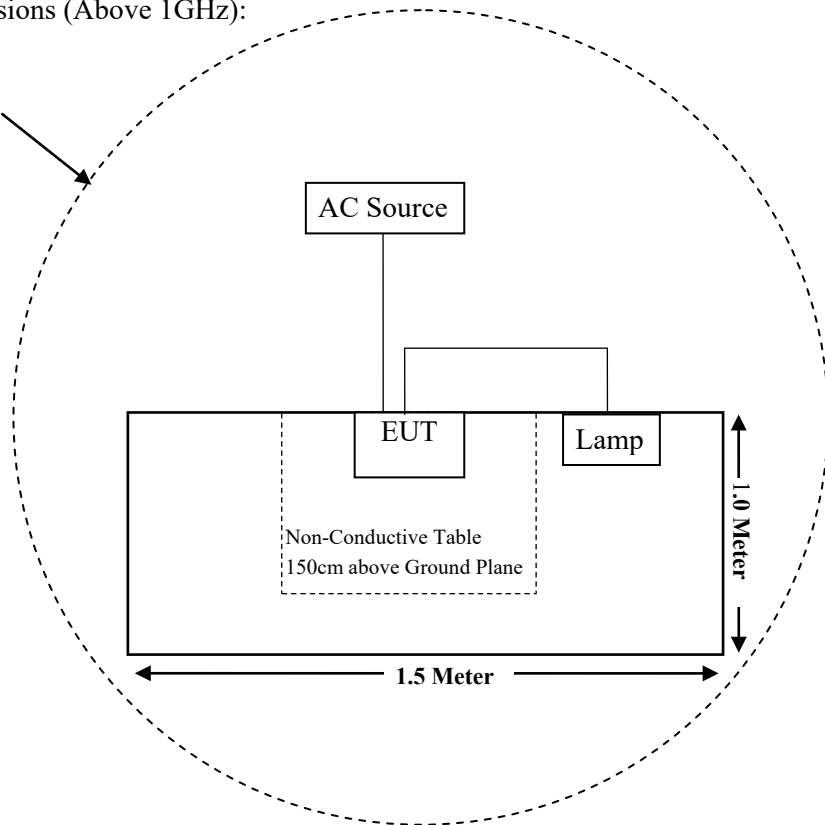 sions (Above 1GHz):
AC Source
EUT
Lamp
Non-Conductive Table
150cm above Ground Plane
1.0 Meter
1.5 Meter